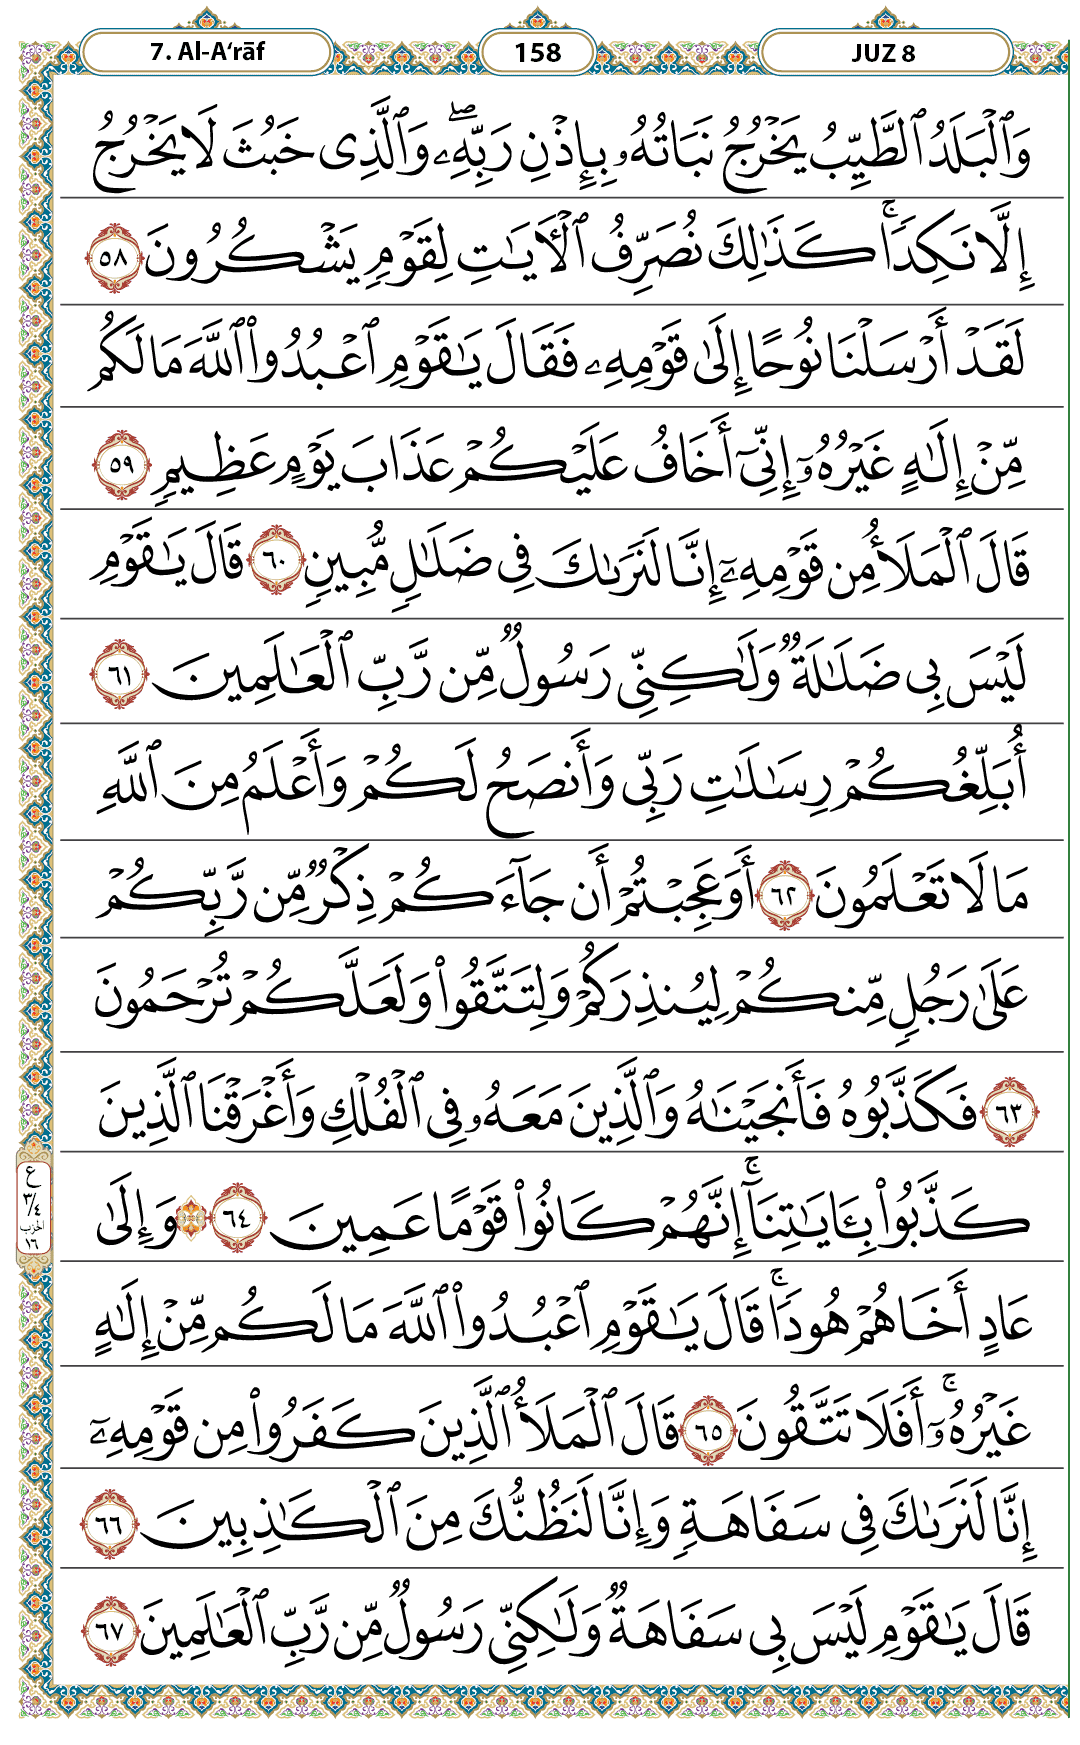 7. Al-A‘rāf
158
JUZ 8
وَٱلْبَلَدُ ٱلطَّيِّبُ يَخْرُجُ نَبَاتُهُۥ بِإِذْنِ رَبِّهِۦۖ وَٱلَّذِى خَبُثَ لَا يَخْرُجُ
إِلَّا نَكِدًاۚ كَذَٰلِكَ نُصَرِّفُ ٱلْءَايَٰتِ لِقَوْمٍ يَشْكُرُونَ ٥٨
لَقَدْ أَرْسَلْنَا نُوحًا إِلَىٰ قَوْمِهِۦ فَقَالَ يَٰقَوْمِ ٱعْبُدُوا۟ ٱللَّهَ مَا لَكُم
مِّنْ إِلَٰهٍ غَيْرُهُۥٓ إِنِّىٓ أَخَافُ عَلَيْكُمْ عَذَابَ يَوْمٍ عَظِيمٍ ٥٩
قَالَ ٱلْمَلَأُ مِن قَوْمِهِۦٓ إِنَّا لَنَرَىٰكَ فِى ضَلَٰلٍ مُّبِينٍ ٦٠ قَالَ يَٰقَوْمِ
لَيْسَ بِى ضَلَٰلَةٌ وَلَٰكِنِّى رَسُولٌ مِّن رَّبِّ ٱلْعَٰلَمِينَ ٦١
أُبَلِّغُكُمْ رِسَٰلَٰتِ رَبِّى وَأَنصَحُ لَكُمْ وَأَعْلَمُ مِنَ ٱللَّهِ
مَا لَا تَعْلَمُونَ ٦٢ أَوَعَجِبْتُمْ أَن جَآءَكُمْ ذِكْرٌ مِّن رَّبِّكُمْ
عَلَىٰ رَجُلٍ مِّنكُمْ لِيُنذِرَكُمْ وَلِتَتَّقُوا۟ وَلَعَلَّكُمْ تُرْحَمُونَ
٦٣ فَكَذَّبُوهُ فَأَنجَيْنَٰهُ وَٱلَّذِينَ مَعَهُۥ فِى ٱلْفُلْكِ وَأَغْرَقْنَا ٱلَّذِينَ
كَذَّبُوا۟ بِـَٔايَٰتِنَآۚ إِنَّهُمْ كَانُوا۟ قَوْمًا عَمِينَ ٦٤ وَإِلَىٰ
عَادٍ أَخَاهُمْ هُودًاۚ قَالَ يَٰقَوْمِ ٱعْبُدُوا۟ ٱللَّهَ مَا لَكُم مِّنْ إِلَٰهٍ
غَيْرُهُۥٓۚ أَفَلَا تَتَّقُونَ ٦٥ قَالَ ٱلْمَلَأُ ٱلَّذِينَ كَفَرُوا۟ مِن قَوْمِهِۦٓ
إِنَّا لَنَرَىٰكَ فِى سَفَاهَةٍ وَإِنَّا لَنَظُنُّكَ مِنَ ٱلْكَٰذِبِينَ ٦٦
قَالَ يَٰقَوْمِ لَيْسَ بِى سَفَاهَةٌ وَلَٰكِنِّى رَسُولٌ مِّن رَّبِّ ٱلْعَٰلَمِينَ ٦٧
ع
٣/٤
الحزب
١٦